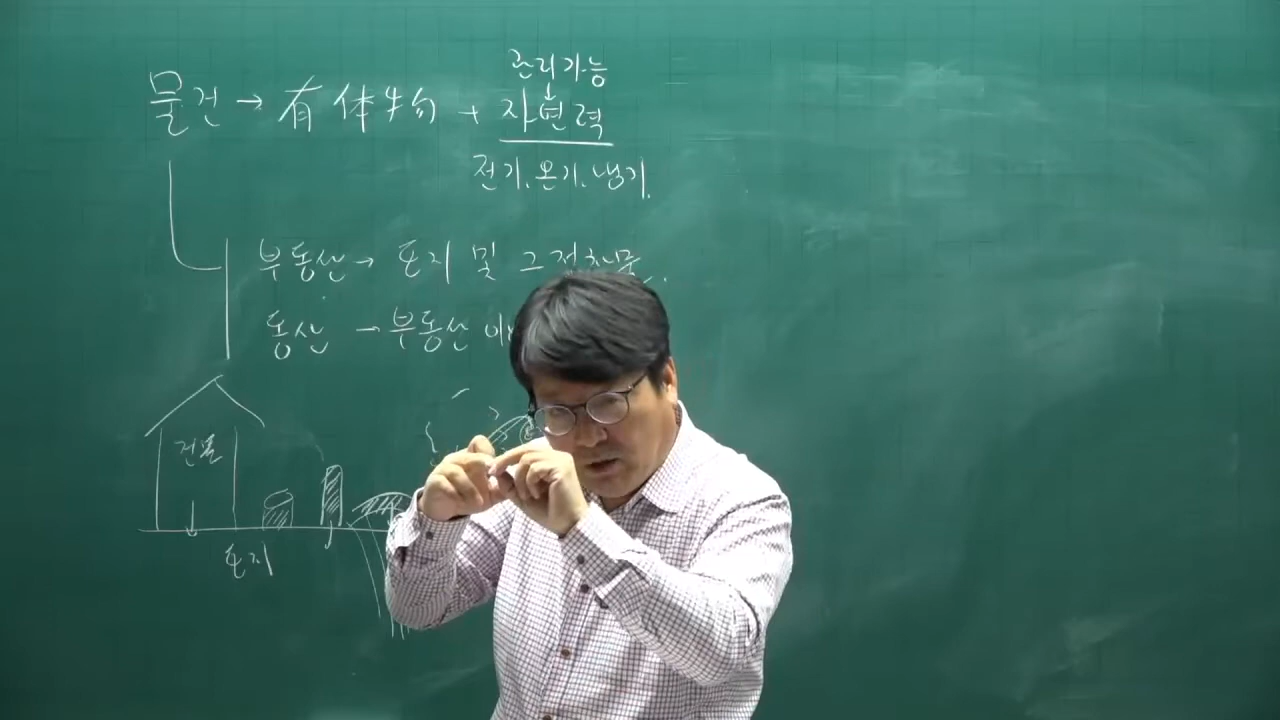 관리가능
물건 → 有体物 + 자연력
전기. 온기. 냉기.
부동산 → 토지 및 그 정착물.
동산 → 부동산
건물
토지